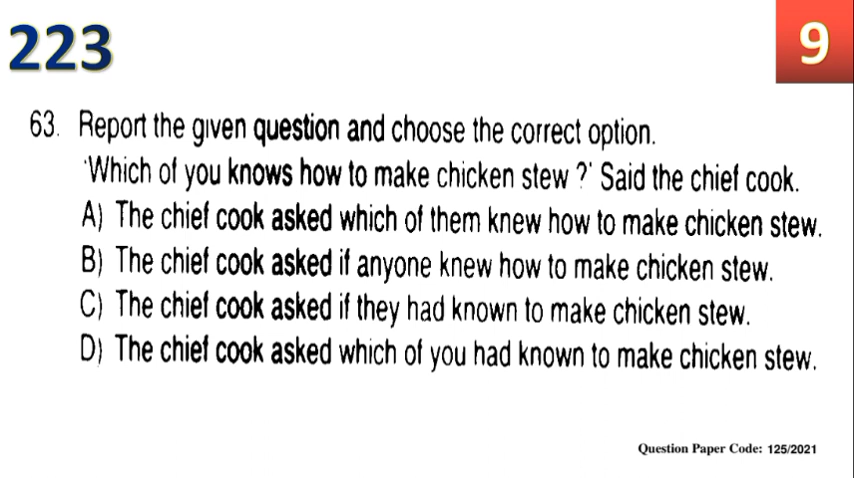 223
9
63. Report the given question and choose the correct option.
'Which of you knows how to make chicken stew ?' Said the chief cook.
A) The chief cook asked which of them knew how to make chicken stew.
B) The chief cook asked if anyone knew how to make chicken stew.
C) The chief cook asked if they had known to make chicken stew.
D) The chief cook asked which of you had known to make chicken stew.
Question Paper Code: 125/2021